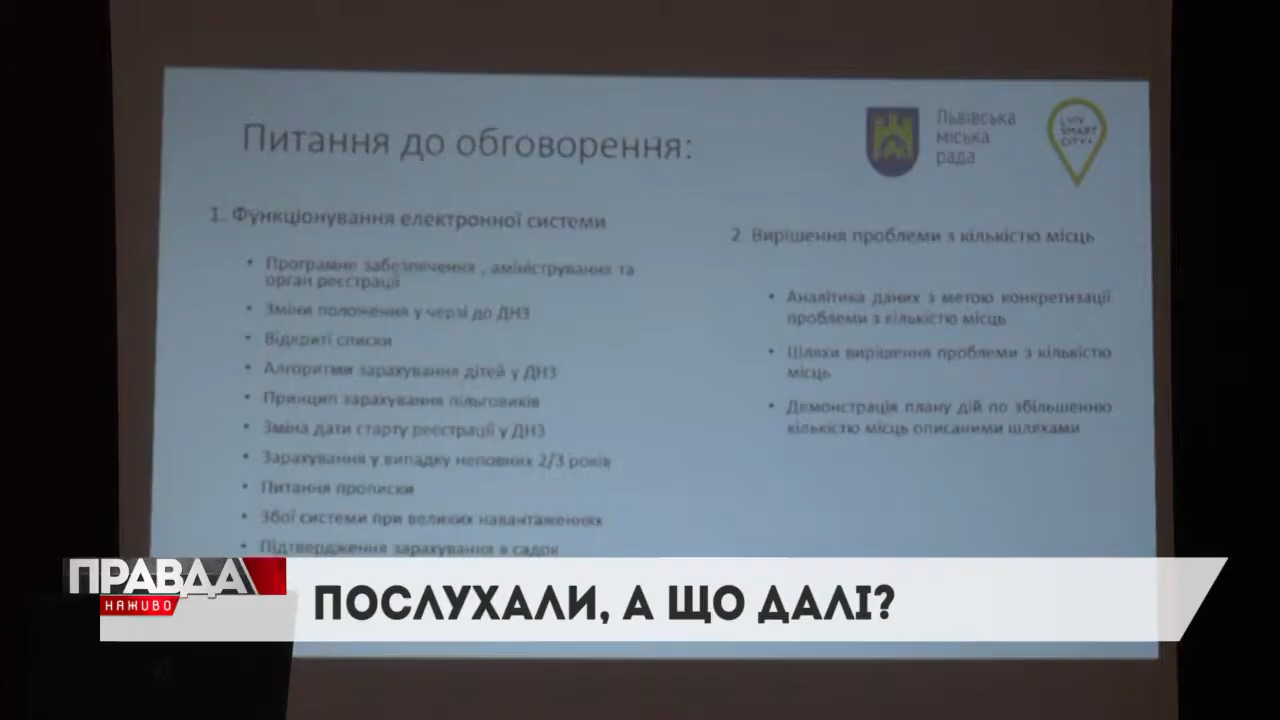 Питання до обговорення:
Львівська
міська
рада
LVIV
SMART
CITY+
1. Функціонування електронної системи
• Програмне забезпечення , аміністрування та
орган реєстрації
• Зміни положення у черзі до ДНЗ
• Відкриті списки
• Алгоритми зарахування дітей у ДНЗ
• Принцип зарахування пільговиків
• Зміна дати старту реєстрації у ДНЗ
• Зарахування у випадку неповних 2/3 років
• Питання прописки
• Збої системи при великих навантаженнях
• Підтвердження зарахування в садок
2. Вирішення проблеми з кількістю місць
• Аналітика даних з метою конкретизації
проблеми з кількістю місць
• Шляхи вирішення проблеми з кількістю
місць
• Демонстрація плану дій по збільшенню
кількістю місць описаними шляхами
ПРАВДА
НАЖИВО
ПОСЛУХАЛИ, А ЩО ДАЛІ?